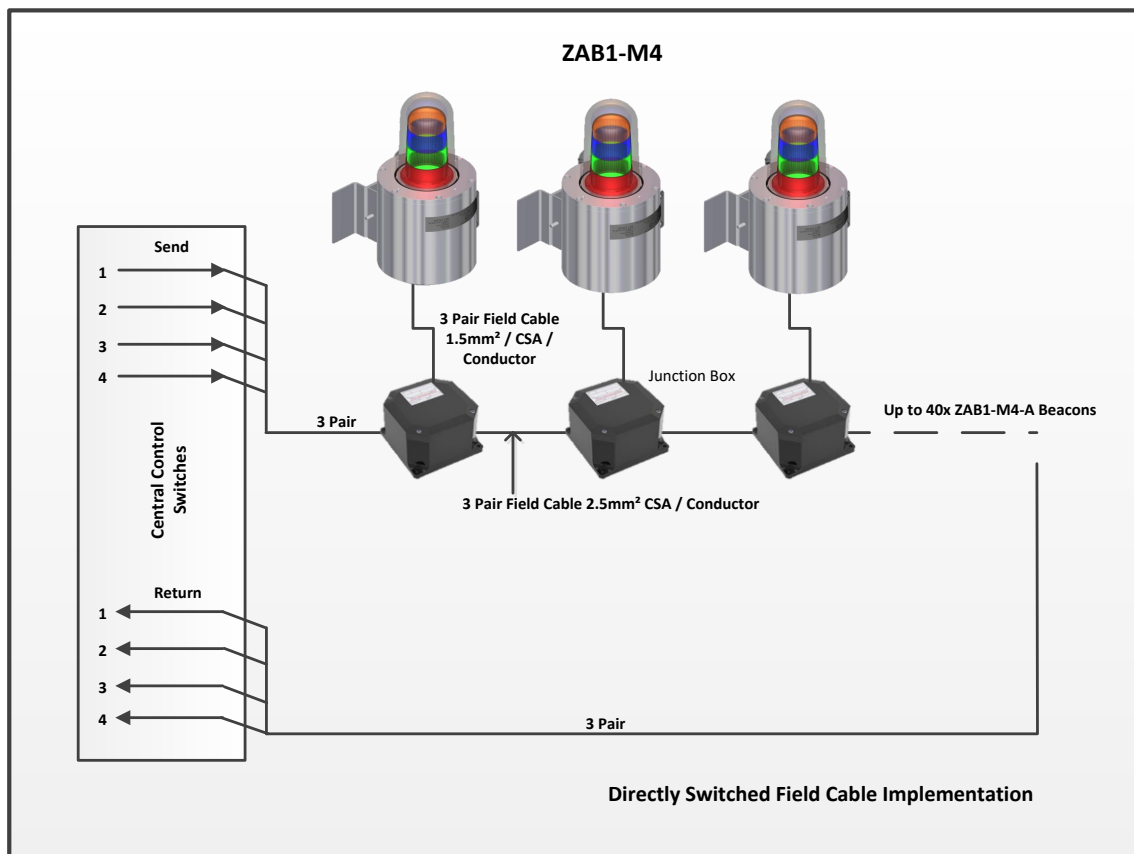 ZAB1-M4
Send
1
2
3
4
3 Pair Field Cable
1.5mm² / CSA /
Conductor
Junction Box
3 Pair
Up to 40x ZAB1-M4-A Beacons
3 Pair Field Cable 2.5mm² CSA / Conductor
Central Control
Switches
Return
1
2
3
4
3 Pair
Directly Switched Field Cable Implementation